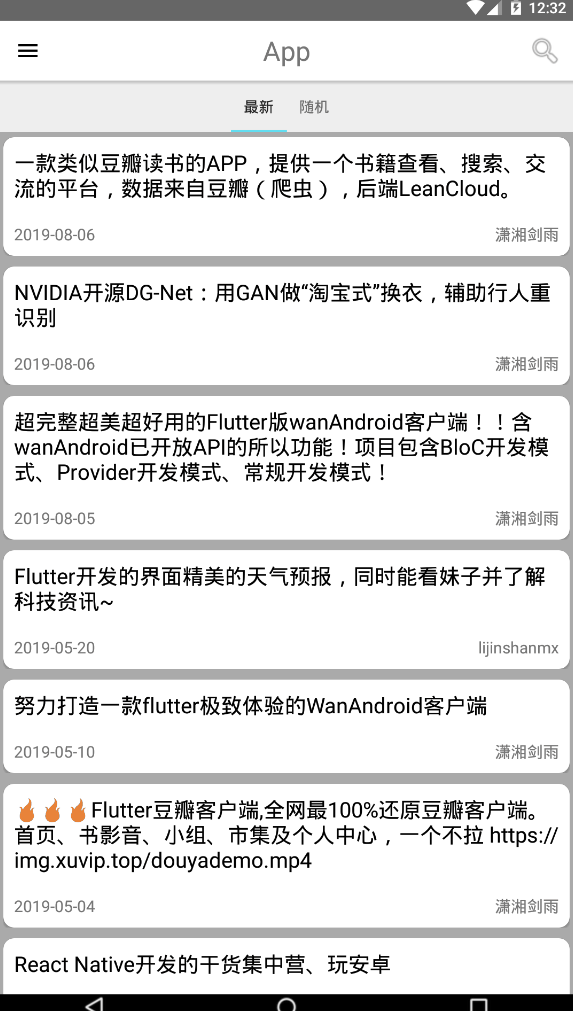 12:32
App
最新 随机
一款类似豆瓣读书的APP，提供一个书籍查看、搜索、交
流的平台，数据来自豆瓣（爬虫），后端LeanCloud。
2019-08-06 潇湘剑雨
NVIDIA开源DG-Net：用GAN做“淘宝式”换衣，辅助行人重
识别
2019-08-06 潇湘剑雨
超完整超美超好用的Flutter版wanAndroid客户端！！含
wanAndroid已开放API的所以功能！项目包含BloC开发模
式、Provider开发模式、常规开发模式！
2019-08-05 潇湘剑雨
Flutter开发的界面精美的天气预报，同时能看妹子并了解
科技资讯~
2019-05-20 lijinshanmx
努力打造一款flutter极致体验的WanAndroid客户端
2019-05-10 潇湘剑雨
🔥🔥🔥Flutter豆瓣客户端,全网最100%还原豆瓣客户端。
首页、书影音、小组、市集及个人中心，一个不拉 https://
img.xuvip.top/douyademo.mp4
2019-05-04 潇湘剑雨
React Native开发的干货集中营、玩安卓